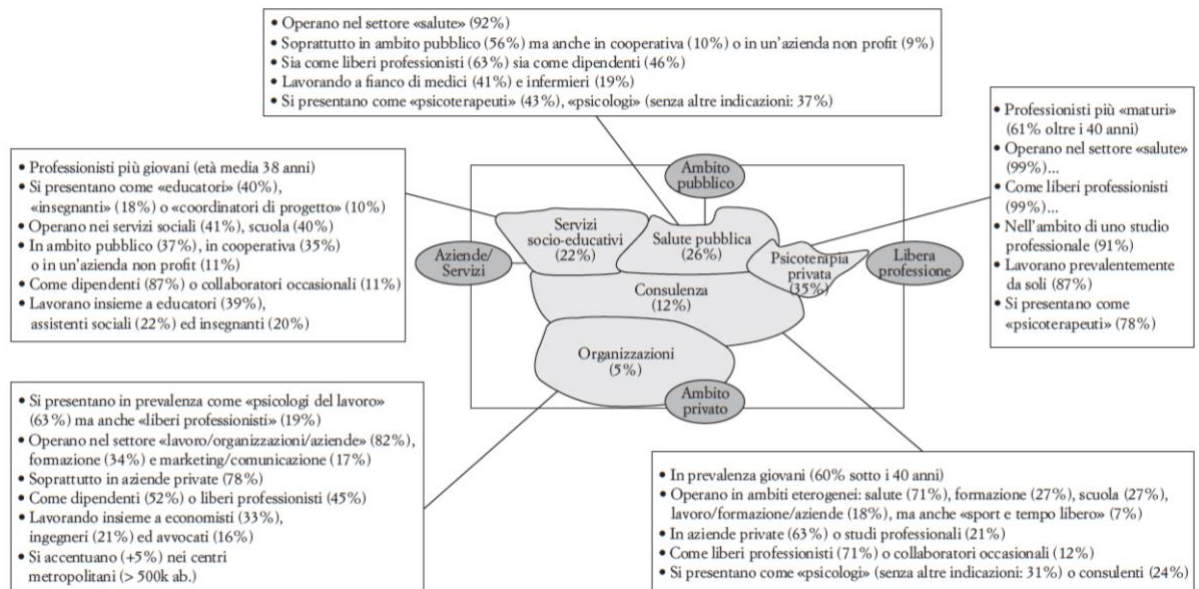 • Operano nel settore «salute» (92%)
• Soprattutto in ambito pubblico (56%) ma anche in cooperativa (10%) o in un'azienda non profit (9%)
• Sia come liberi professionisti (63%) sia come dipendenti 46%)
• Lavorando a fianco di medici (41%) e infermieri (19%)
• Si presentano come «psicoterapeuti» (43%), «psicologi» (senza altre indicazioni: 37%)
• Professionisti più «maturi»
(61% oltre i 40 anni)
• Operano nel settore «salute»
(99%)...
• Come liberi professionisti
(99%)...
• Nell'ambito di uno studio
professionale (91%)
• Lavorano prevalentemente
da soli (87%)
• Si presentano come
«psicoterapeuti» (78%)
• Professionisti più giovani (età media 38 anni)
• Si presentano come «educatori» (40%),
«insegnanti» (18%) o «coordinatori di progetto» (10%)
• Operano nei servizi sociali (41%), scuola (40%)
• In ambito pubblico (37%), in cooperativa (35%)
o in un'azienda non profit (11%)
• Come dipendenti (87%) o collaboratori occasionali (11%)
• Lavorano insieme a educatori (39%),
assistenti sociali (22%) ed insegnanti (20%)
Ambito
pubblico
Servizi
socio-educativi
(22%)
Salute pubblica
(26%)
Psicoterapia
privata
(35%)
Aziende/
Servizi
Libera
professione
Consulenza
(12%)
Organizzazioni
(5%)
Ambito
privato
• Si presentano in prevalenza come «psicologi del lavoro»
(63%) ma anche «liberi professionisti» (19%)
• Operano nel settore «lavoro/organizzazioni/aziende» (82%),
formazione (34%) e marketing/comunicazione (17%)
• Soprattutto in aziende private (78%)
• Come dipendenti (52%) o liberi professionisti (45%)
• Lavorando insieme a economisti (33%),
ingegneri (21%) ed avvocati (16%)
• Si accentuano (+5%) nei centri
metropolitani (> 500k ab.)
• In prevalenza giovani (60% sotto i 40 anni)
• Operano in ambiti eterogenei: salute (71%), formazione (27%), scuola (27%),
lavoro/formazione/aziende (18%), ma anche «sport e tempo libero» (7%)
• In aziende private (63%) o studi professionali (21%)
• Come liberi professionisti (71%) o collaboratori occasionali (12%)
• Si presentano come «psicologi» (senza altre indicazioni: 31%) o consulenti (24%)